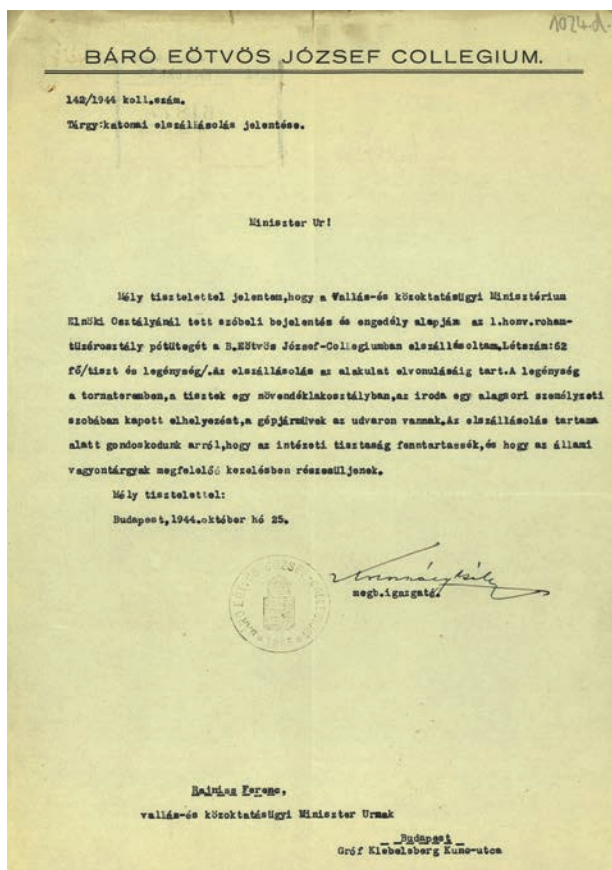 1024.d.
BÁRÓ EÖTVÖS JÓZSEF COLLEGIUM.
142/1944 koll.szám.
Tárgy:katonai elszállásolás jelentése.
Miniszter Ur!
Mély tisztelettel jelentem,hogy a Vallás-és közoktatásügyi Minisztérium
Elnöki Osztályánál tett szóbeli bejelentés és engedély alapján az 1.honv.roham-
tüzérosztály pótütegét a B.Eötvös József-Collegiumban elszállásoltam.Létszám:62
fő/tiszt és legénység/.Az elszállásolás az alakulat elvonulásáig tart.A legénység
a tornateremben,a tisztek egy növendéklakosztályban,az iroda egy alagsori személyzeti
szobában kapott elhelyezést,a gépjárművek az udvaron vannak.Az elszállásolás tartama
alatt gondoskodunk arról,hogy az intézeti tisztaság fenntartassék,és hogy az állami
vagyontárgyak megfelelő kezelésben részesüljenek.
Mély tisztelettel:
Budapest,1944.október hó 25.
megb.igazgató.
Rajniss Ferenc,
vallás-és közoktatásügyi Miniszter Urnak
Budapest
Gróf Klebelsberg Kuno-utca